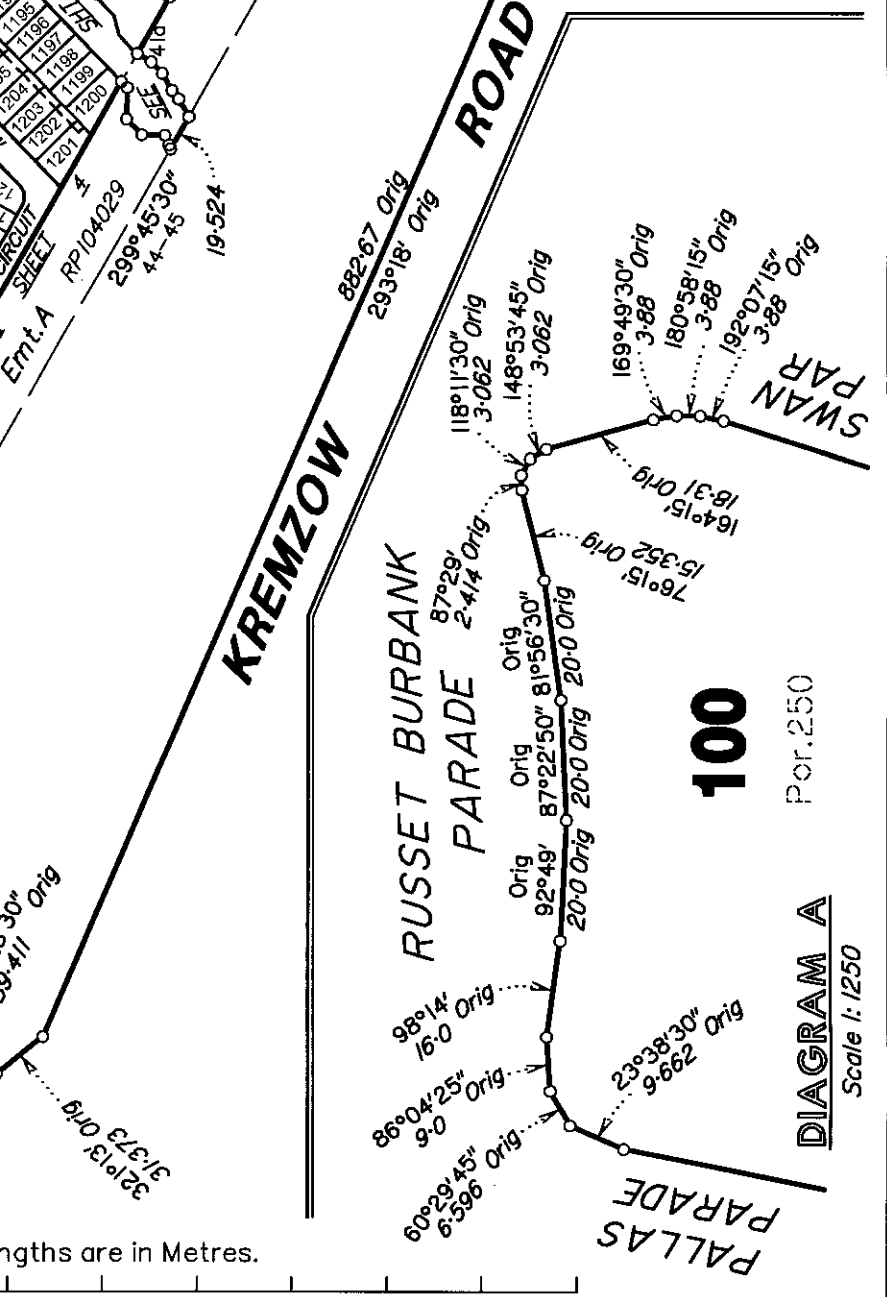 1195
1196
1197
1198
1199
1200
1204
1203
1202
1201
SHT
41a
SEE
CIRCUIT
SHEET 4
Emt.A RP104029
299°45'30"
44-45
19·524
882·67 Orig
293°18' Orig
KREMZOW ROAD
30" Orig
321°13' Orig
31·373
ngths are in Metres.
RUSSET BURBANK
PARADE
118°11'30" Orig
3·062
148°53'45" Orig
3·062
169°49'30" Orig
3·88
180°58'15" Orig
3·88
192°07'15" Orig
3·88
SWAN
PAR
164°15'
18·31 Orig
87°29'
2·414 Orig
76°15'
15·352 Orig
Orig
81°56'30"
20·0 Orig
Orig
87°22'50"
20·0 Orig
Orig
92°49'
20·0 Orig
98°14'
16·0 Orig
86°04'25"
9·0 Orig
60°29'45"
6·596 Orig
23°38'30"
9·662 Orig
PALLAS
PARADE
100
Por.250
DIAGRAM A
Scale 1:1250